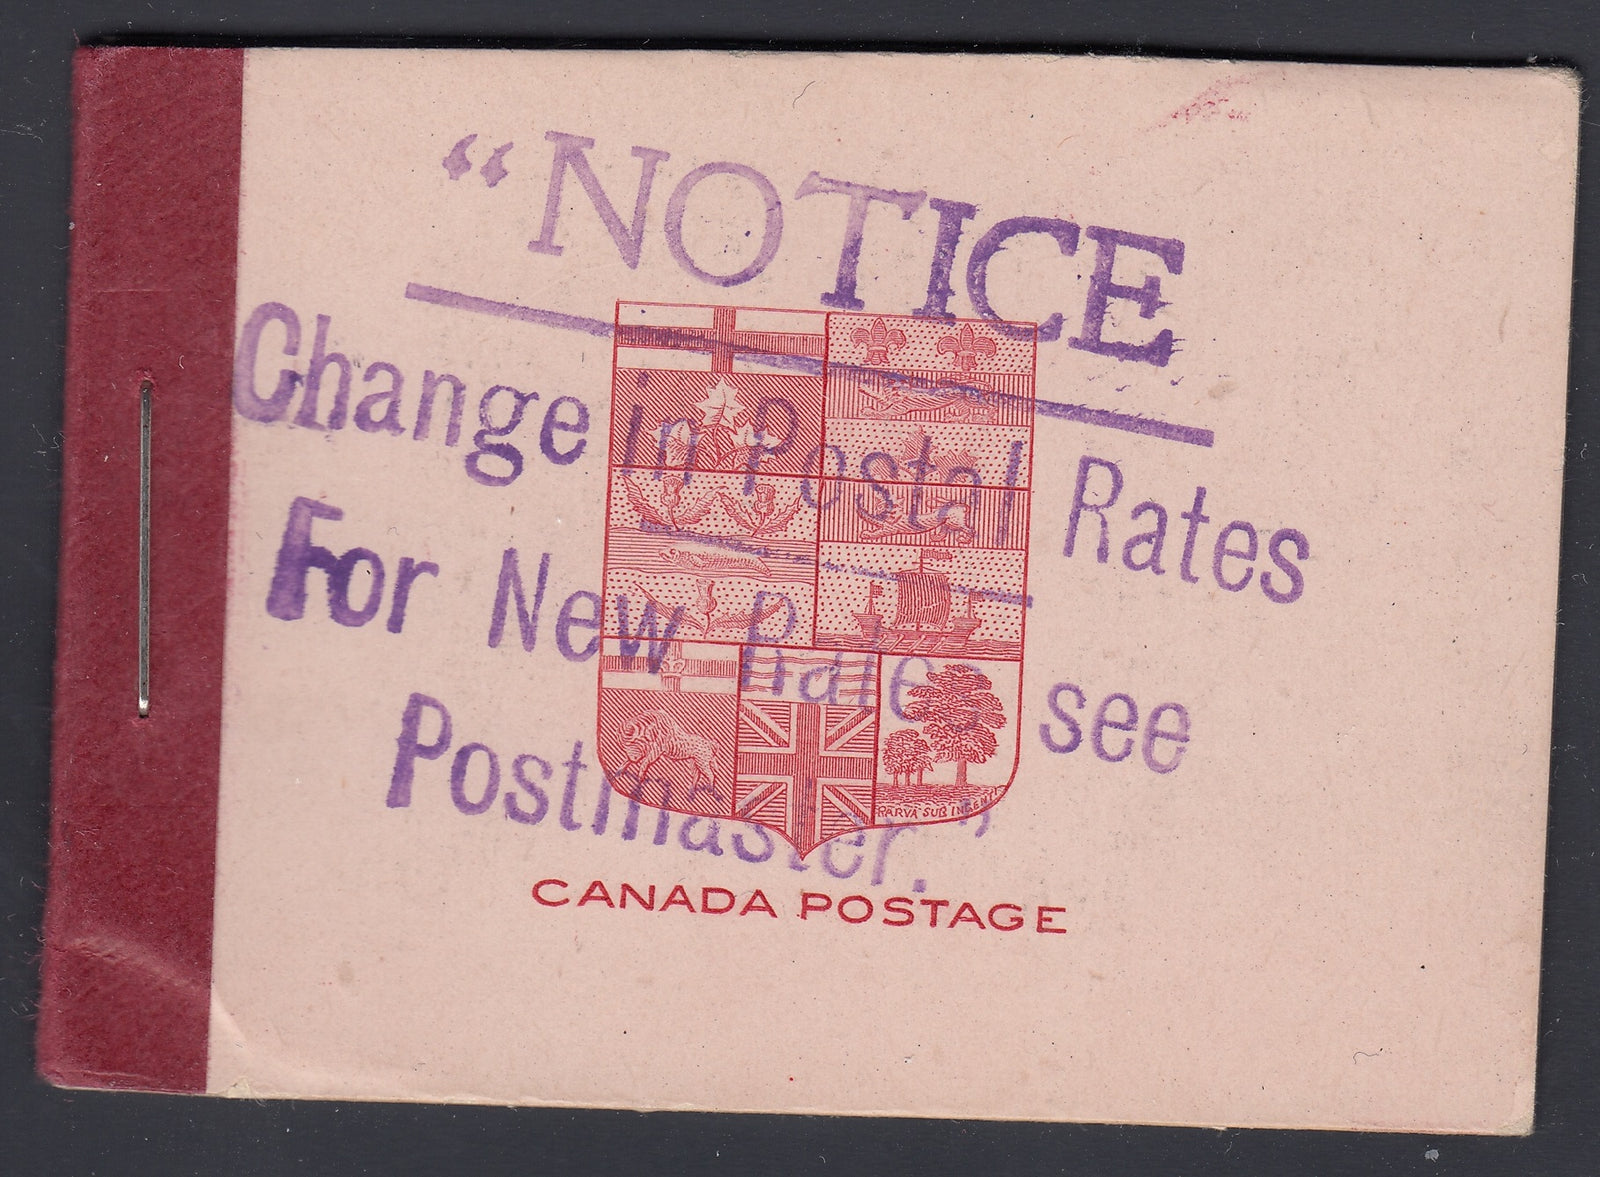 “NOTICE
Change in Postal Rates
For New Rates see
Postmaster.”
PARVA SUB INGENTI
CANADA POSTAGE